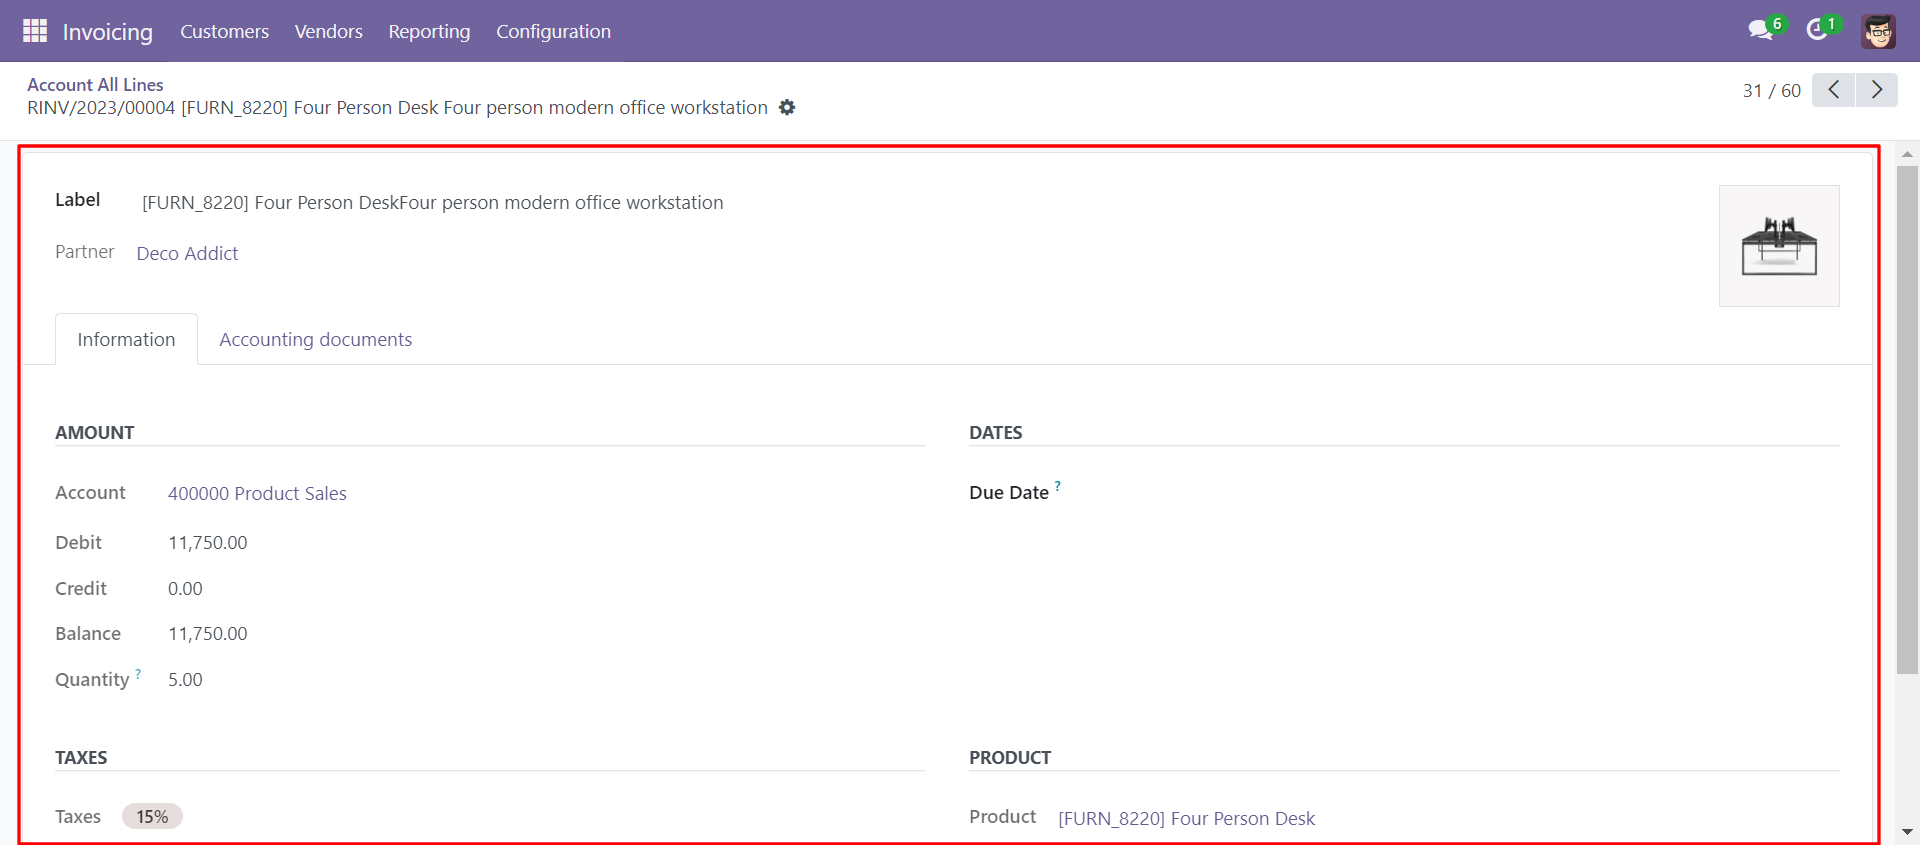 Invoicing Customers Vendors Reporting Configuration 6 1
Account All Lines
RINV/2023/00004 [FURN_8220] Four Person Desk Four person modern office workstation
31 / 60
Label [FURN_8220] Four Person DeskFour person modern office workstation
Partner Deco Addict
Information Accounting documents
AMOUNT
Account 400000 Product Sales
Debit 11,750.00
Credit 0.00
Balance 11,750.00
Quantity ? 5.00
DATES
Due Date ?
TAXES
Taxes 15%
PRODUCT
Product [FURN_8220] Four Person Desk